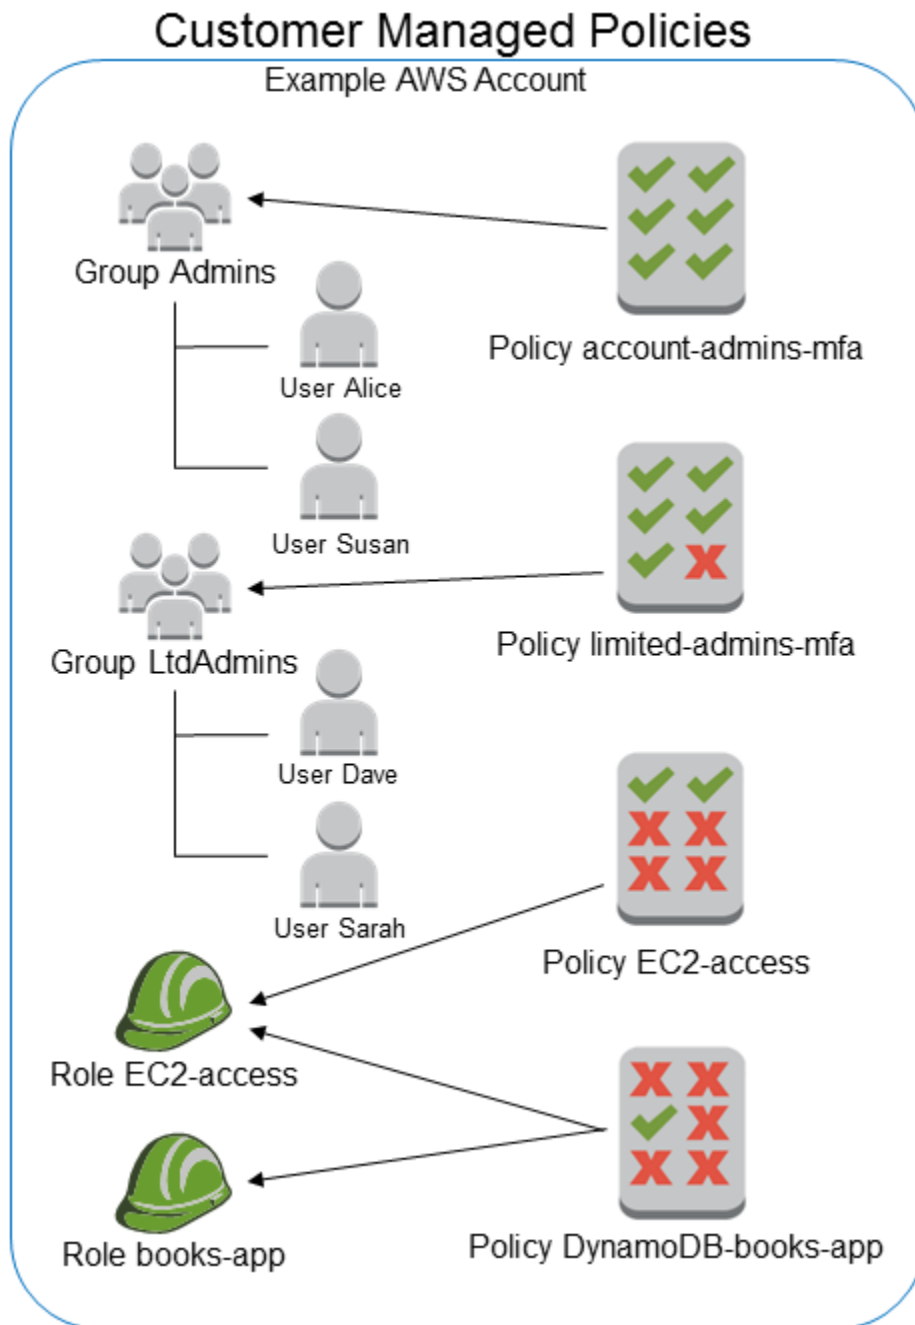 Customer Managed Policies
Example AWS Account
Group Admins
User Alice
Policy account-admins-mfa
User Susan
Group LtdAdmins
Policy limited-admins-mfa
User Dave
User Sarah
Policy EC2-access
Role EC2-access
Role books-app
Policy DynamoDB-books-app